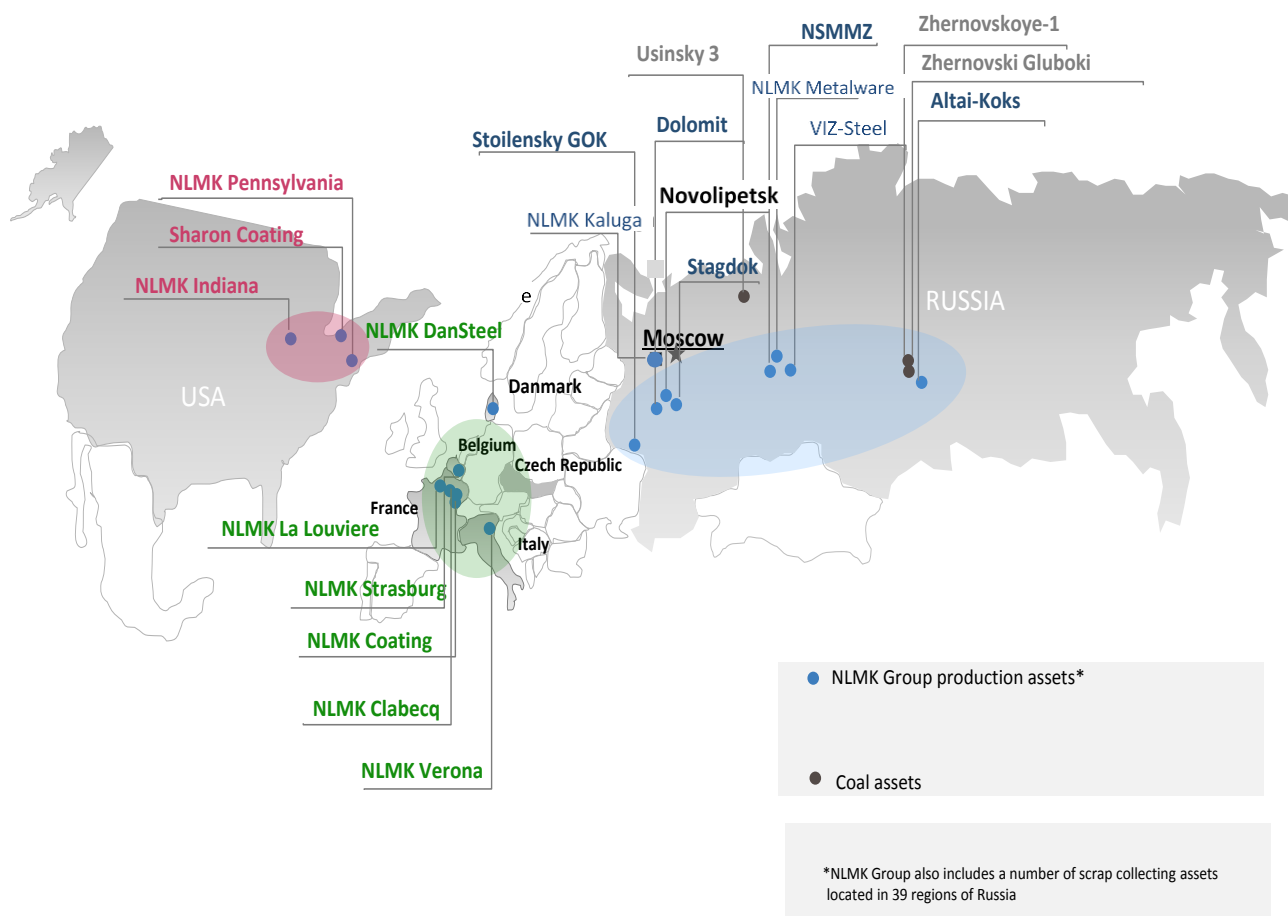 Zhernovskoye-1
NSMMZ
Usinsky 3
Zhernovski Gluboki
NLMK Metalware
Altai-Koks
Dolomit
VIZ-Steel
Stoilensky GOK
NLMK Pennsylvania
Novolipetsk
NLMK Kaluga
Sharon Coating
Stagdok
NLMK Indiana
e
RUSSIA
NLMK DanSteel
Moscow
USA
Danmark
Belgium
Czech Republic
France
NLMK La Louviere
Italy
NLMK Strasburg
NLMK Coating
NLMK Clabecq
NLMK Verona
NLMK Group production assets*
Coal assets
*NLMK Group also includes a number of scrap collecting assets
located in 39 regions of Russia